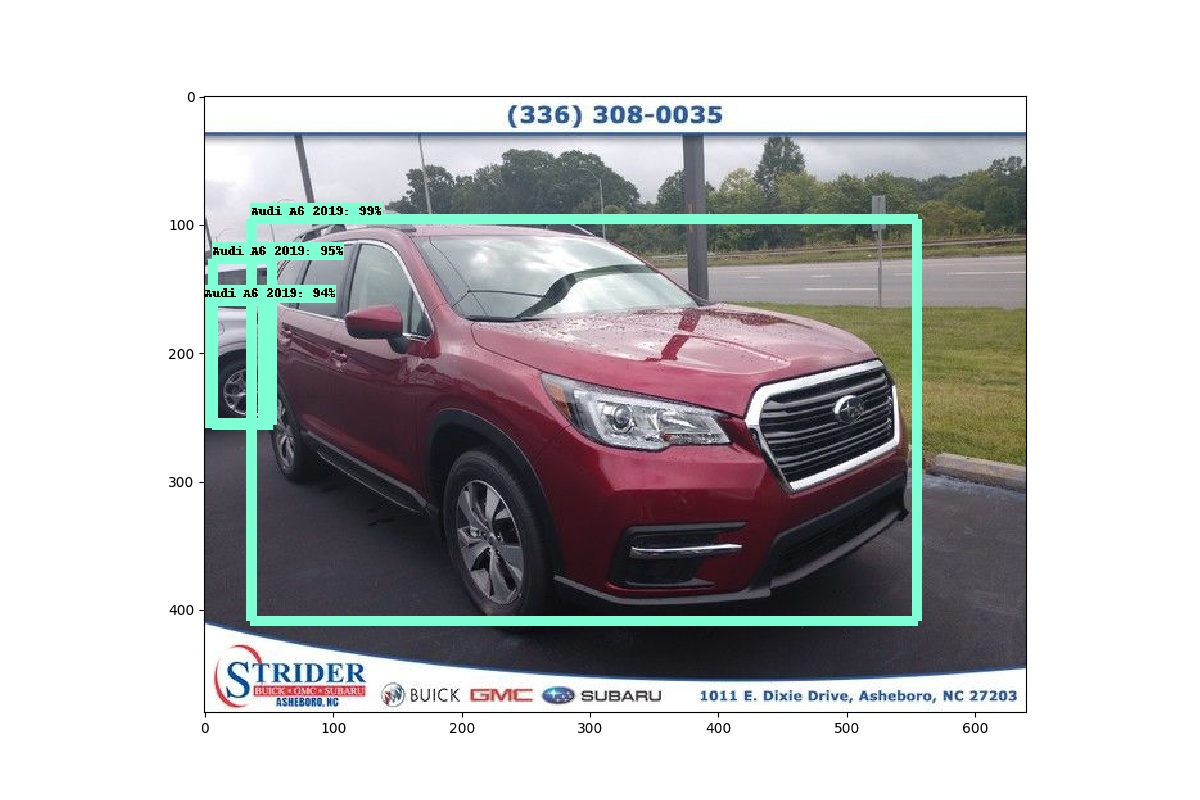 (336) 308-0035
Audi A6 2019: 99%
Audi A6 2019: 95%
Audi A6 2019: 94%
0
100
200
300
400
0 100 200 300 400 500 600
STRIDER
BUICK • GMC • SUBARU
ASHEBORO, NC
BUICK GMC SUBARU
1011 E. Dixie Drive, Asheboro, NC 27203